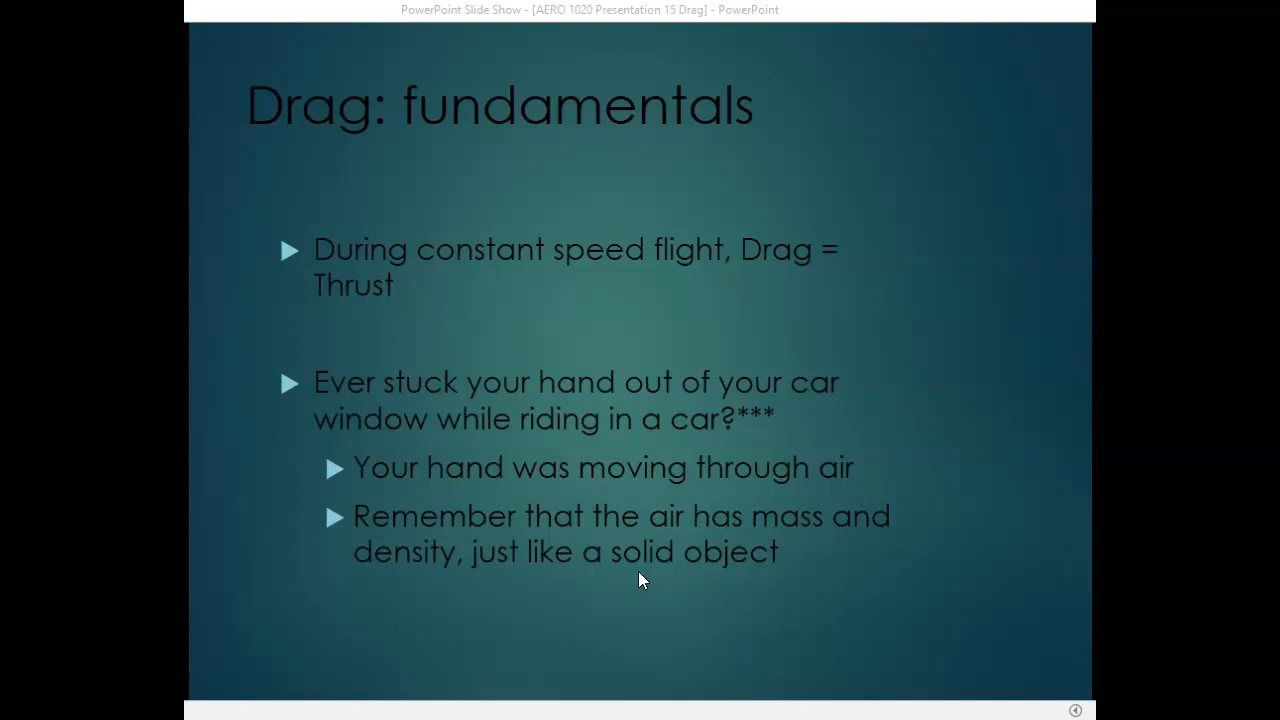 PowerPoint Slide Show - [AERO 1020 Presentation 15 Drag] - PowerPoint
Drag: fundamentals
During constant speed flight, Drag =
Thrust
Ever stuck your hand out of your car
window while riding in a car?***
Your hand was moving through air
Remember that the air has mass and
density, just like a solid object